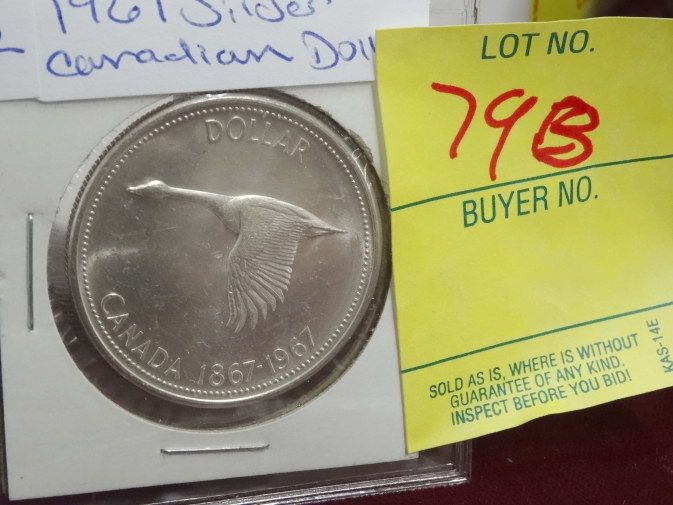 1967 Silver
Canadian Doll
DOLLAR
CANADA 1867-1967
LOT NO.
79B
BUYER NO.
SOLD AS IS, WHERE IS WITHOUT
GUARANTEE OF ANY KIND.
INSPECT BEFORE YOU BID!
KAS-14E